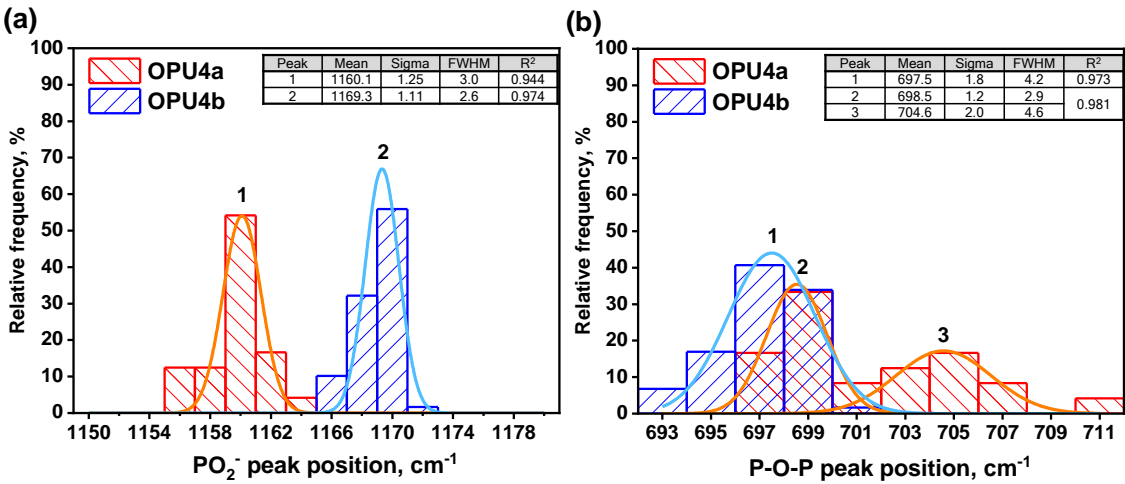 (a)
100
90
80
70
60
50
40
30
20
10
0
Relative frequency, %
OPU4a
OPU4b
Peak Mean Sigma FWHM R²
1 1160.1 1.25 3.0 0.944
2 1169.3 1.11 2.6 0.974
1
2
1150 1154 1158 1162 1166 1170 1174 1178
PO₂⁻ peak position, cm⁻¹
(b)
100
90
80
70
60
50
40
30
20
10
0
Relative frequency, %
OPU4a
OPU4b
Peak Mean Sigma FWHM R²
1 697.5 1.8 4.2 0.973
2 698.5 1.2 2.9 0.981
3 704.6 2.0 4.6
1
2
3
693 695 697 699 701 703 705 707 709 711
P-O-P peak position, cm⁻¹